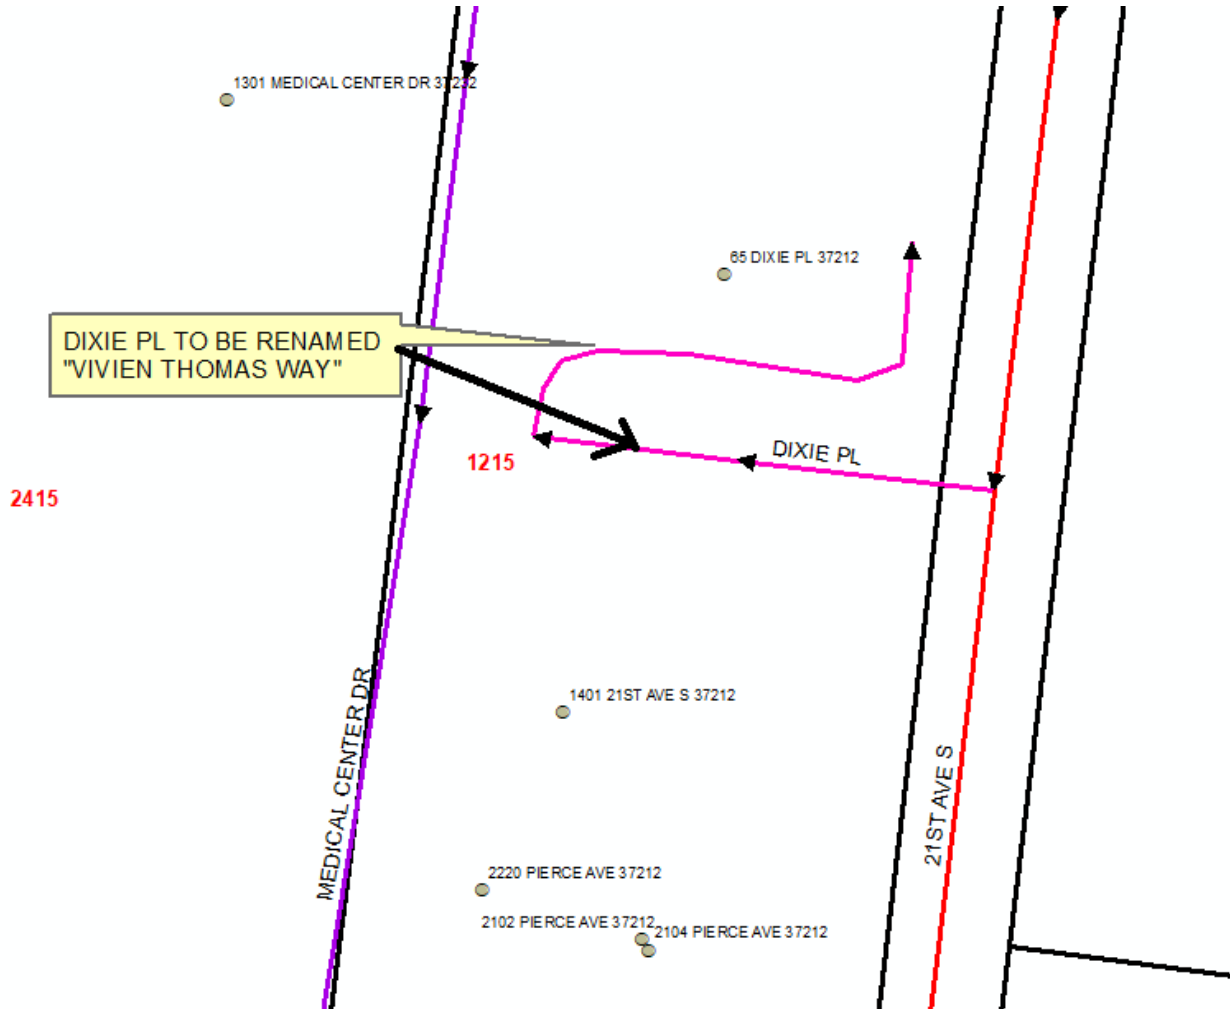 1301 MEDICAL CENTER DR 37232
65 DIXIE PL 37212
DIXIE PL TO BE RENAMED
"VIVIEN THOMAS WAY"
DIXIE PL
1215
2415
MEDICAL CENTER DR
1401 21ST AVE S 37212
21ST AVE S
2220 PIERCE AVE 37212
2102 PIERCE AVE 37212
2104 PIERCE AVE 37212